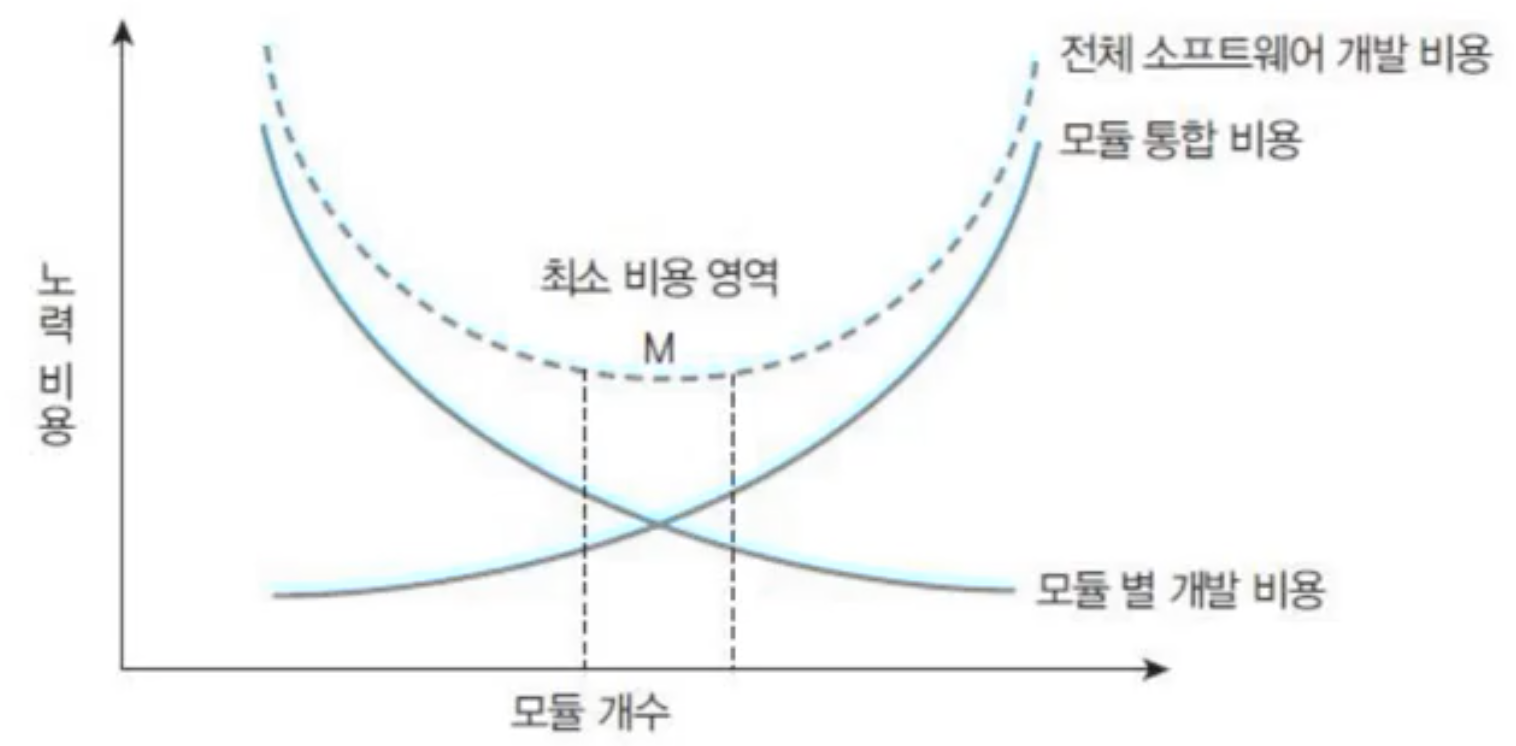 전체 소프트웨어 개발 비용
모듈 통합 비용
최소 비용 영역
M
노력 비용
모듈 별 개발 비용
모듈 개수